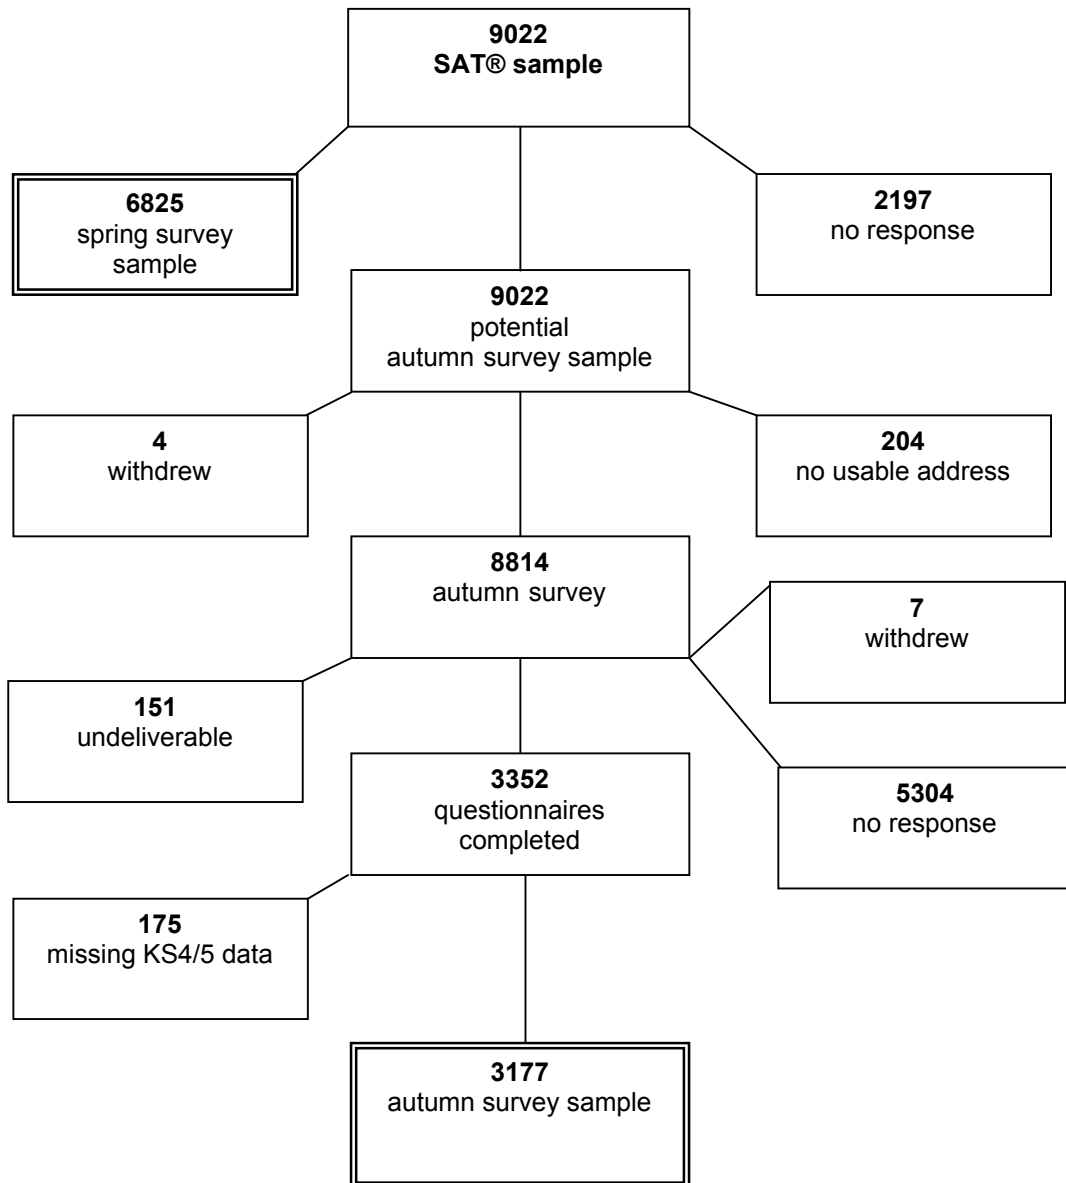 9022
SAT® sample
6825
spring survey
sample
2197
no response
9022
potential
autumn survey sample
4
withdrew
204
no usable address
8814
autumn survey
7
withdrew
151
undeliverable
3352
questionnaires
completed
5304
no response
175
missing KS4/5 data
3177
autumn survey sample